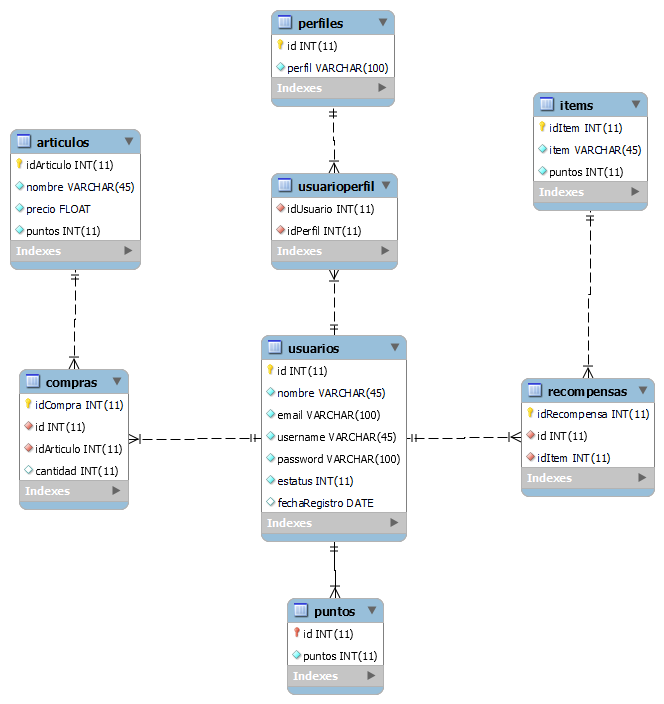 perfiles
id INT(11)
perfil VARCHAR(100)
Indexes
items
idItem INT(11)
item VARCHAR(45)
puntos INT(11)
Indexes
articulos
idArticulo INT(11)
nombre VARCHAR(45)
precio FLOAT
puntos INT(11)
Indexes
usuarioperfil
idUsuario INT(11)
idPerfil INT(11)
Indexes
usuarios
id INT(11)
nombre VARCHAR(45)
email VARCHAR(100)
username VARCHAR(45)
password VARCHAR(100)
estatus INT(11)
fechaRegistro DATE
Indexes
compras
idCompra INT(11)
id INT(11)
idArticulo INT(11)
cantidad INT(11)
Indexes
recompensas
idRecompensa INT(11)
id INT(11)
idItem INT(11)
Indexes
puntos
id INT(11)
puntos INT(11)
Indexes